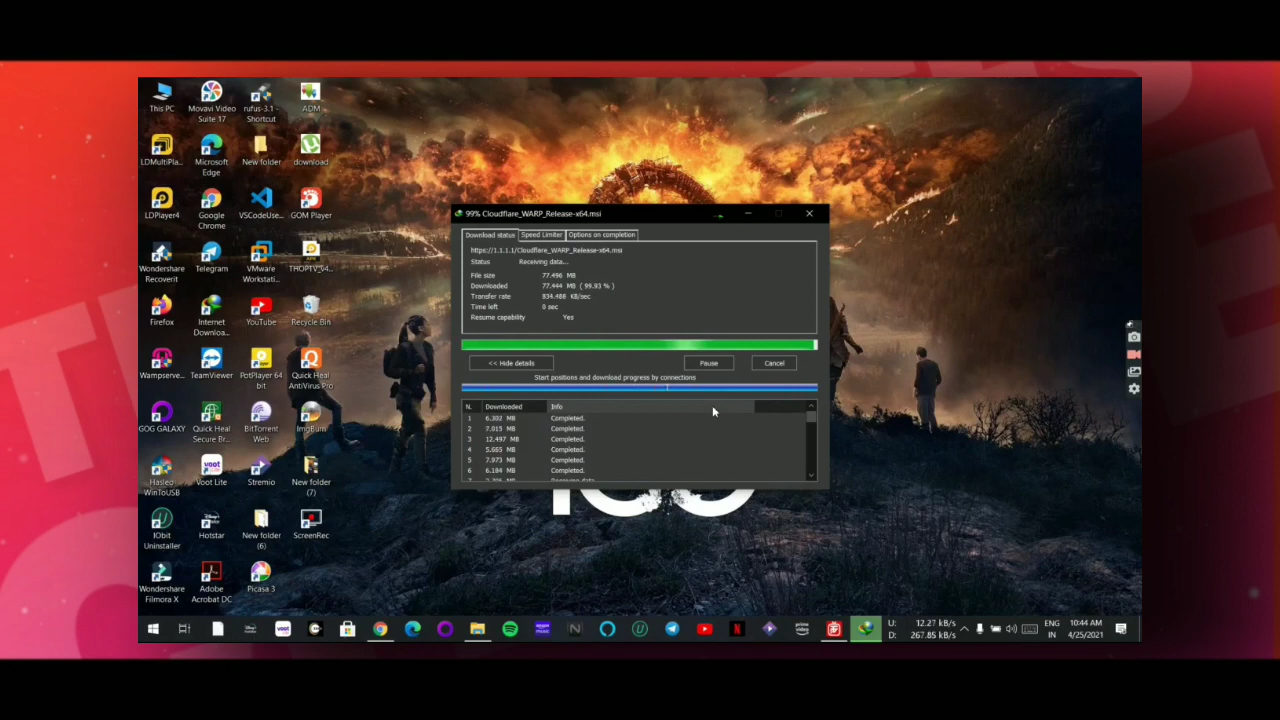 This PC
Movavi Video
Suite 17
rufus-3.1 -
Shortcut
ADM
LDMultiPla...
Microsoft
Edge
New folder
download
LDPlayer4
Google
Chrome
VSCodeUse...
GOM Player
Wondershare
Recoverit
Telegram
VMware
Workstati...
THOPTV_v4...
Firefox
Internet
Downloa...
YouTube
Recycle Bin
Wampserve...
TeamViewer
PotPlayer 64
bit
Quick Heal
AntiVirus Pro
GOG GALAXY
Quick Heal
Secure Br...
BitTorrent
Web
ImgBurn
Hasleo
WinToUSB
Voot Lite
Stremio
New folder
(7)
IObit
Uninstaller
Hotstar
New folder
(6)
ScreenRec
Wondershare
Filmora X
Adobe
Acrobat DC
Picasa 3
99% Cloudflare_WARP_Release-x64.msi
Download status Speed Limiter Options on completion
https://1.1.1.1/Cloudflare_WARP_Release-x64.msi
Status Receiving data...
File size 77.496 MB
Downloaded 77.444 MB ( 99.93 % )
Transfer rate 834.488 KB/sec
Time left 0 sec
Resume capability Yes
<< Hide details Pause Cancel
Start positions and download progress by connections
N. Downloaded Info
1 6.302 MB Completed.
2 7.015 MB Completed.
3 12.497 MB Completed.
4 5.665 MB Completed.
5 7.973 MB Completed.
6 6.184 MB Completed.
U: 12.27 kB/s
D: 267.85 kB/s
ENG
IN
10:44 AM
4/25/2021